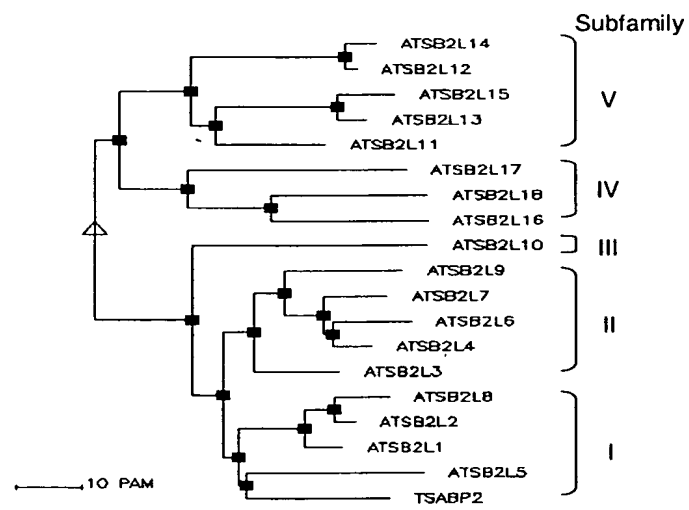 Subfamily
ATSB2L14
ATSB2L12
ATSB2L15
V
ATSB2L13
ATSB2L11
ATSB2L17
ATSB2L18
IV
ATSB2L16
ATSB2L10
III
ATSB2L9
ATSB2L7
ATSB2L6
II
ATSB2L4
ATSB2L3
ATSB2L8
ATSB2L2
ATSB2L1
I
ATSB2L5
10 PAM
TSABP2